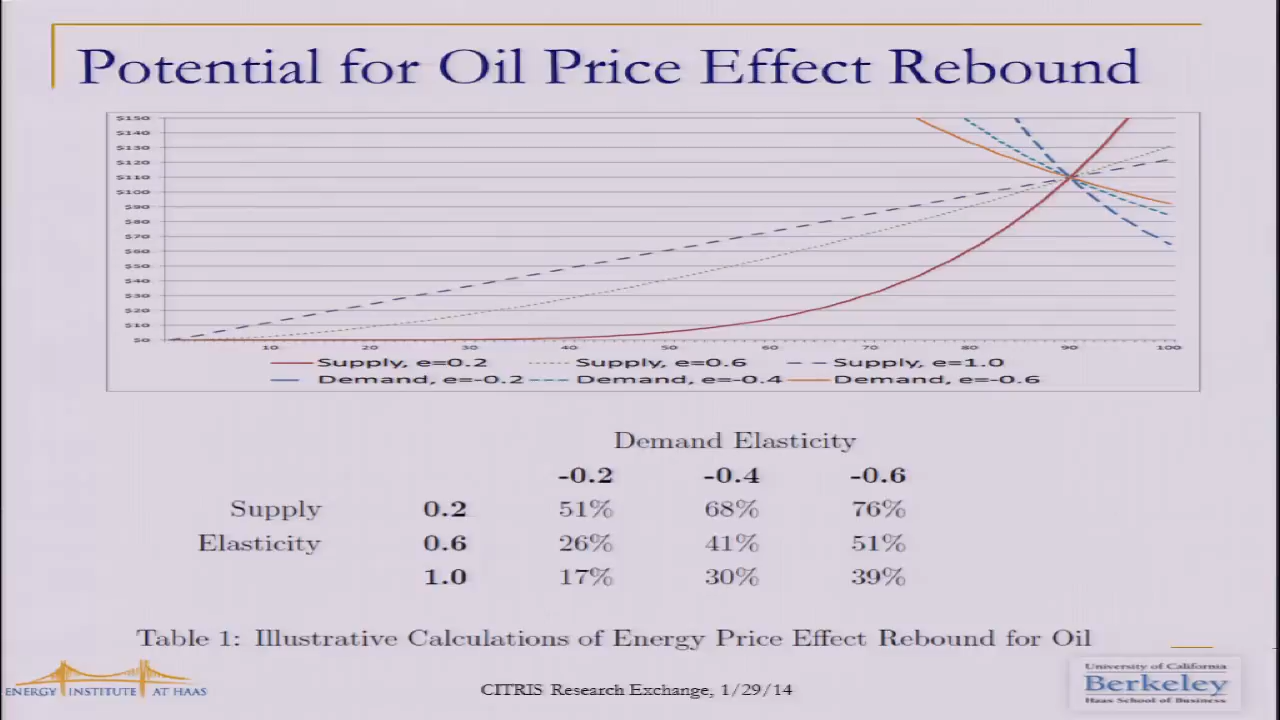 Potential for Oil Price Effect Rebound
$150
$140
$130
$120
$110
$100
$90
$80
$70
$60
$50
$40
$30
$20
$10
$0
10 20 30 40 50 60 70 80 90 100
Supply, e=0.2 Supply, e=0.6 Supply, e=1.0
Demand, e=-0.2 Demand, e=-0.4 Demand, e=-0.6
Demand Elasticity
-0.2 -0.4 -0.6
Supply 0.2 51% 68% 76%
Elasticity 0.6 26% 41% 51%
1.0 17% 30% 39%
Table 1: Illustrative Calculations of Energy Price Effect Rebound for Oil
ENERGY INSTITUTE AT HAAS
CITRIS Research Exchange, 1/29/14
University of California
Berkeley
Haas School of Business